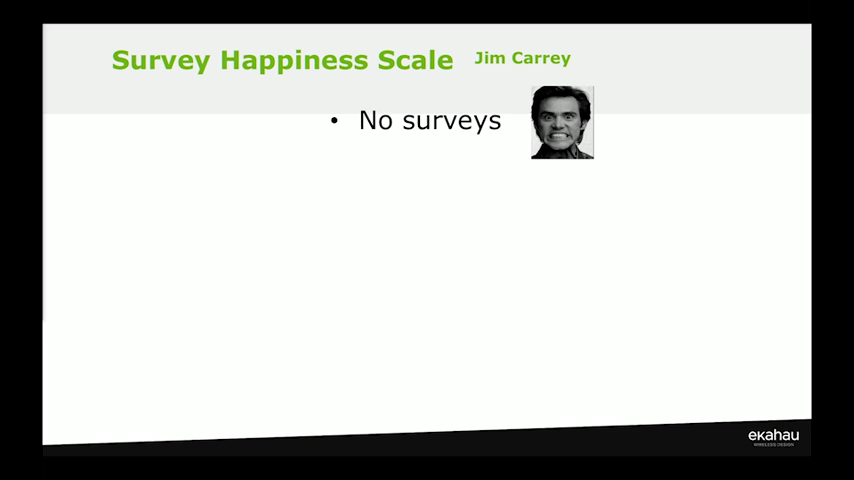 Survey Happiness Scale Jim Carrey
• No surveys
ekahau
WIRELESS DESIGN